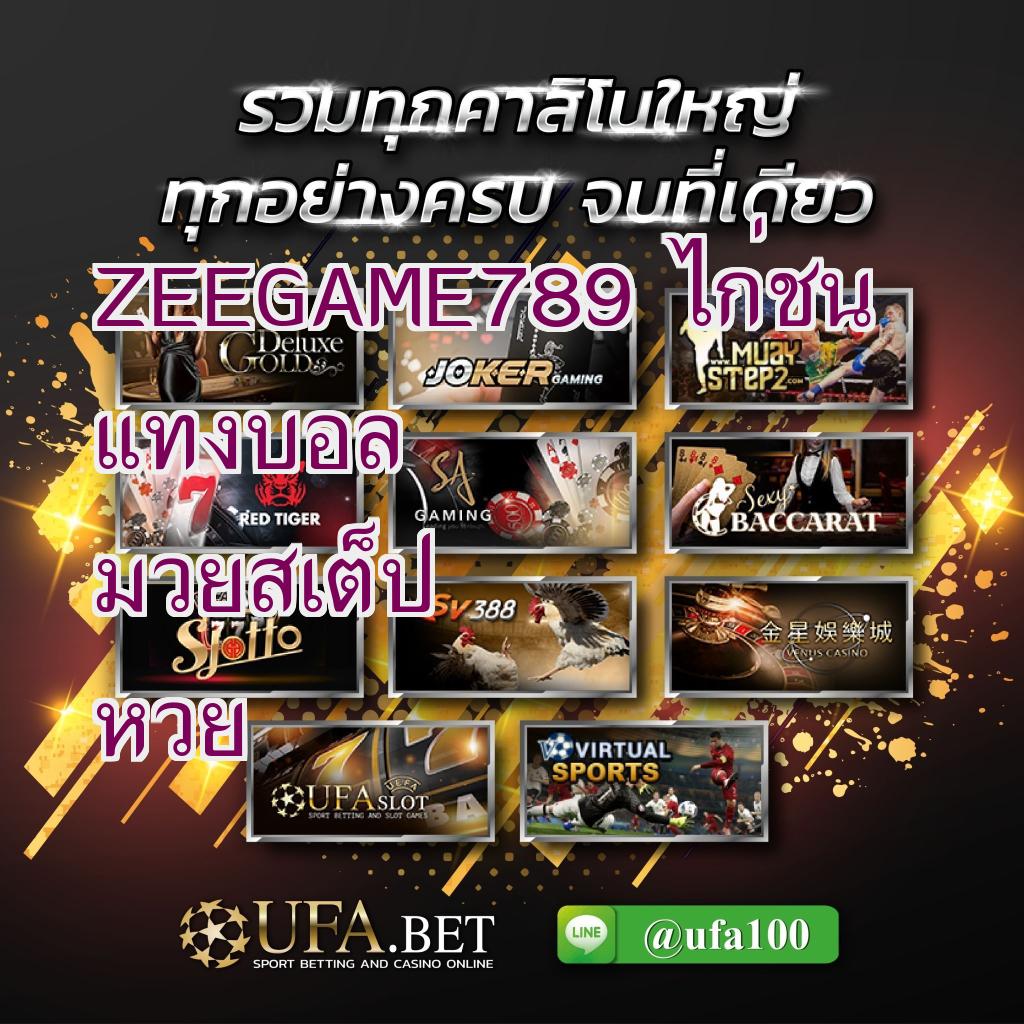 รวมทุกคาสิโนใหญ่
ทุกอย่างครบ จบที่เดียว
ZEEGAME789 ไก่ชน
Deluxe
GOLD
JOKER GAMING
WWW.MUAY
STEP2.COM
แทงบอล
7
RED TIGER
SA
GAMING
Sexy
BACCARAT
มวยสเต็ป
Slotto
SV388
金星娛樂城
VENUS CASINO
หวย
UFA SLOT
SPORT BETTING AND SLOT GAMES
VIRTUAL
SPORTS
UFA.BET
SPORT BETTING AND CASINO ONLINE
LINE
@ufa100